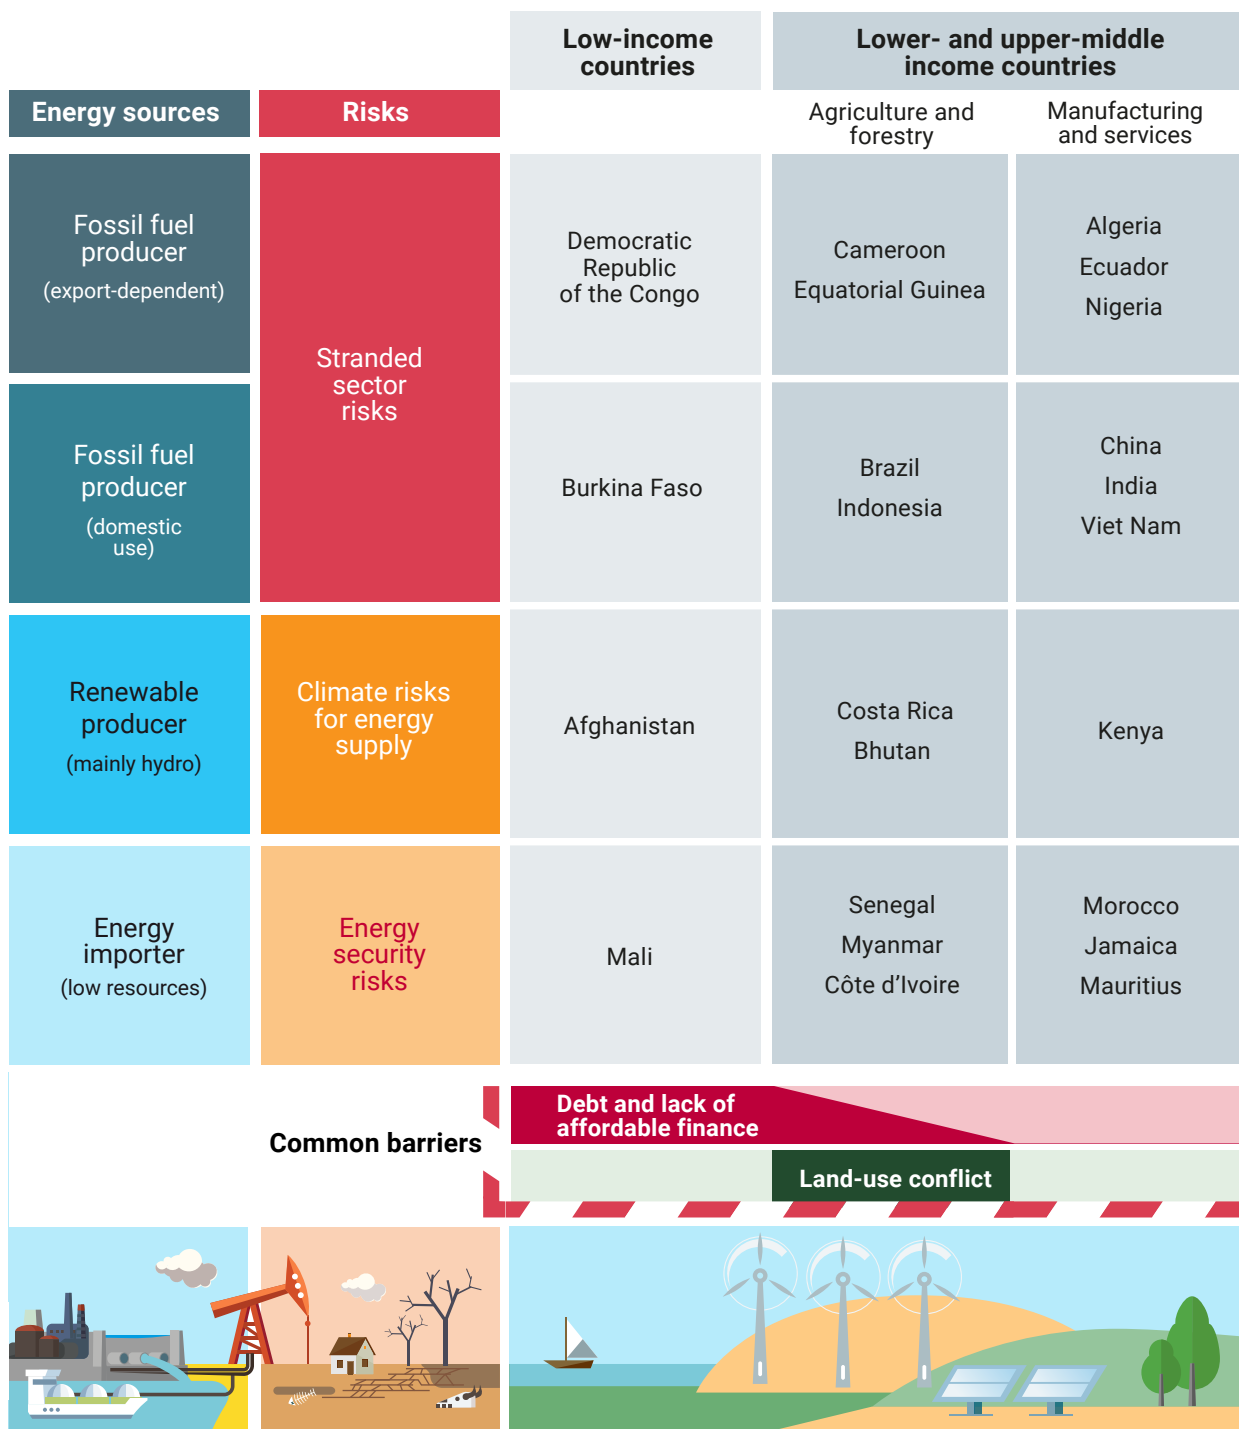 Low-income
countries
Lower- and upper-middle
income countries
Energy sources
Risks
Agriculture and
forestry
Manufacturing
and services
Fossil fuel
producer
(export-dependent)
Stranded
sector
risks
Democratic
Republic
of the Congo
Cameroon
Equatorial Guinea
Algeria
Ecuador
Nigeria
Fossil fuel
producer
(domestic
use)
Burkina Faso
Brazil
Indonesia
China
India
Viet Nam
Renewable
producer
(mainly hydro)
Climate risks
for energy
supply
Afghanistan
Costa Rica
Bhutan
Kenya
Energy
importer
(low resources)
Energy
security
risks
Mali
Senegal
Myanmar
Côte d’Ivoire
Morocco
Jamaica
Mauritius
Common barriers
Debt and lack of
affordable finance
Land-use conflict